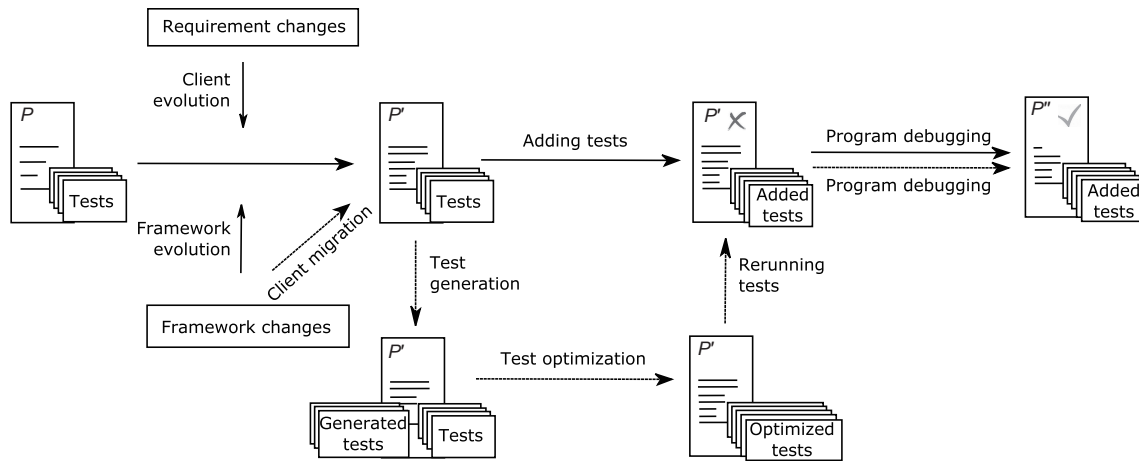 Requirement changes
Client
evolution
P
Tests
Framework
evolution
Client migration
Framework changes
P'
Tests
Adding tests
P'
Added
tests
Program debugging
Program debugging
P"
Added
tests
Test
generation
Rerunning
tests
P'
Generated
tests
Tests
Test optimization
P'
Optimized
tests